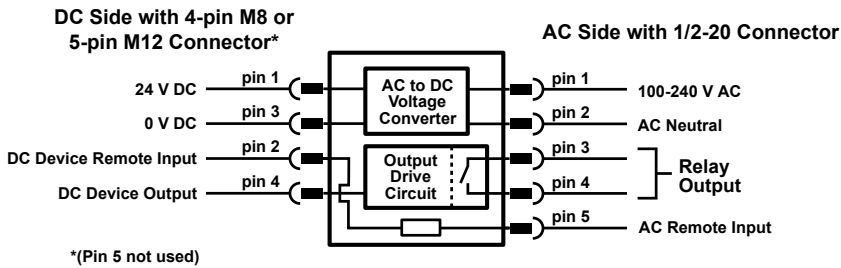 DC Side with 4-pin M8 or
5-pin M12 Connector*
AC Side with 1/2-20 Connector
24 V DC
pin 1
0 V DC
pin 3
DC Device Remote Input
pin 2
DC Device Output
pin 4
AC to DC
Voltage
Converter
Output
Drive
Circuit
pin 1
100-240 V AC
pin 2
AC Neutral
pin 3
pin 4
Relay
Output
pin 5
AC Remote Input
*(Pin 5 not used)